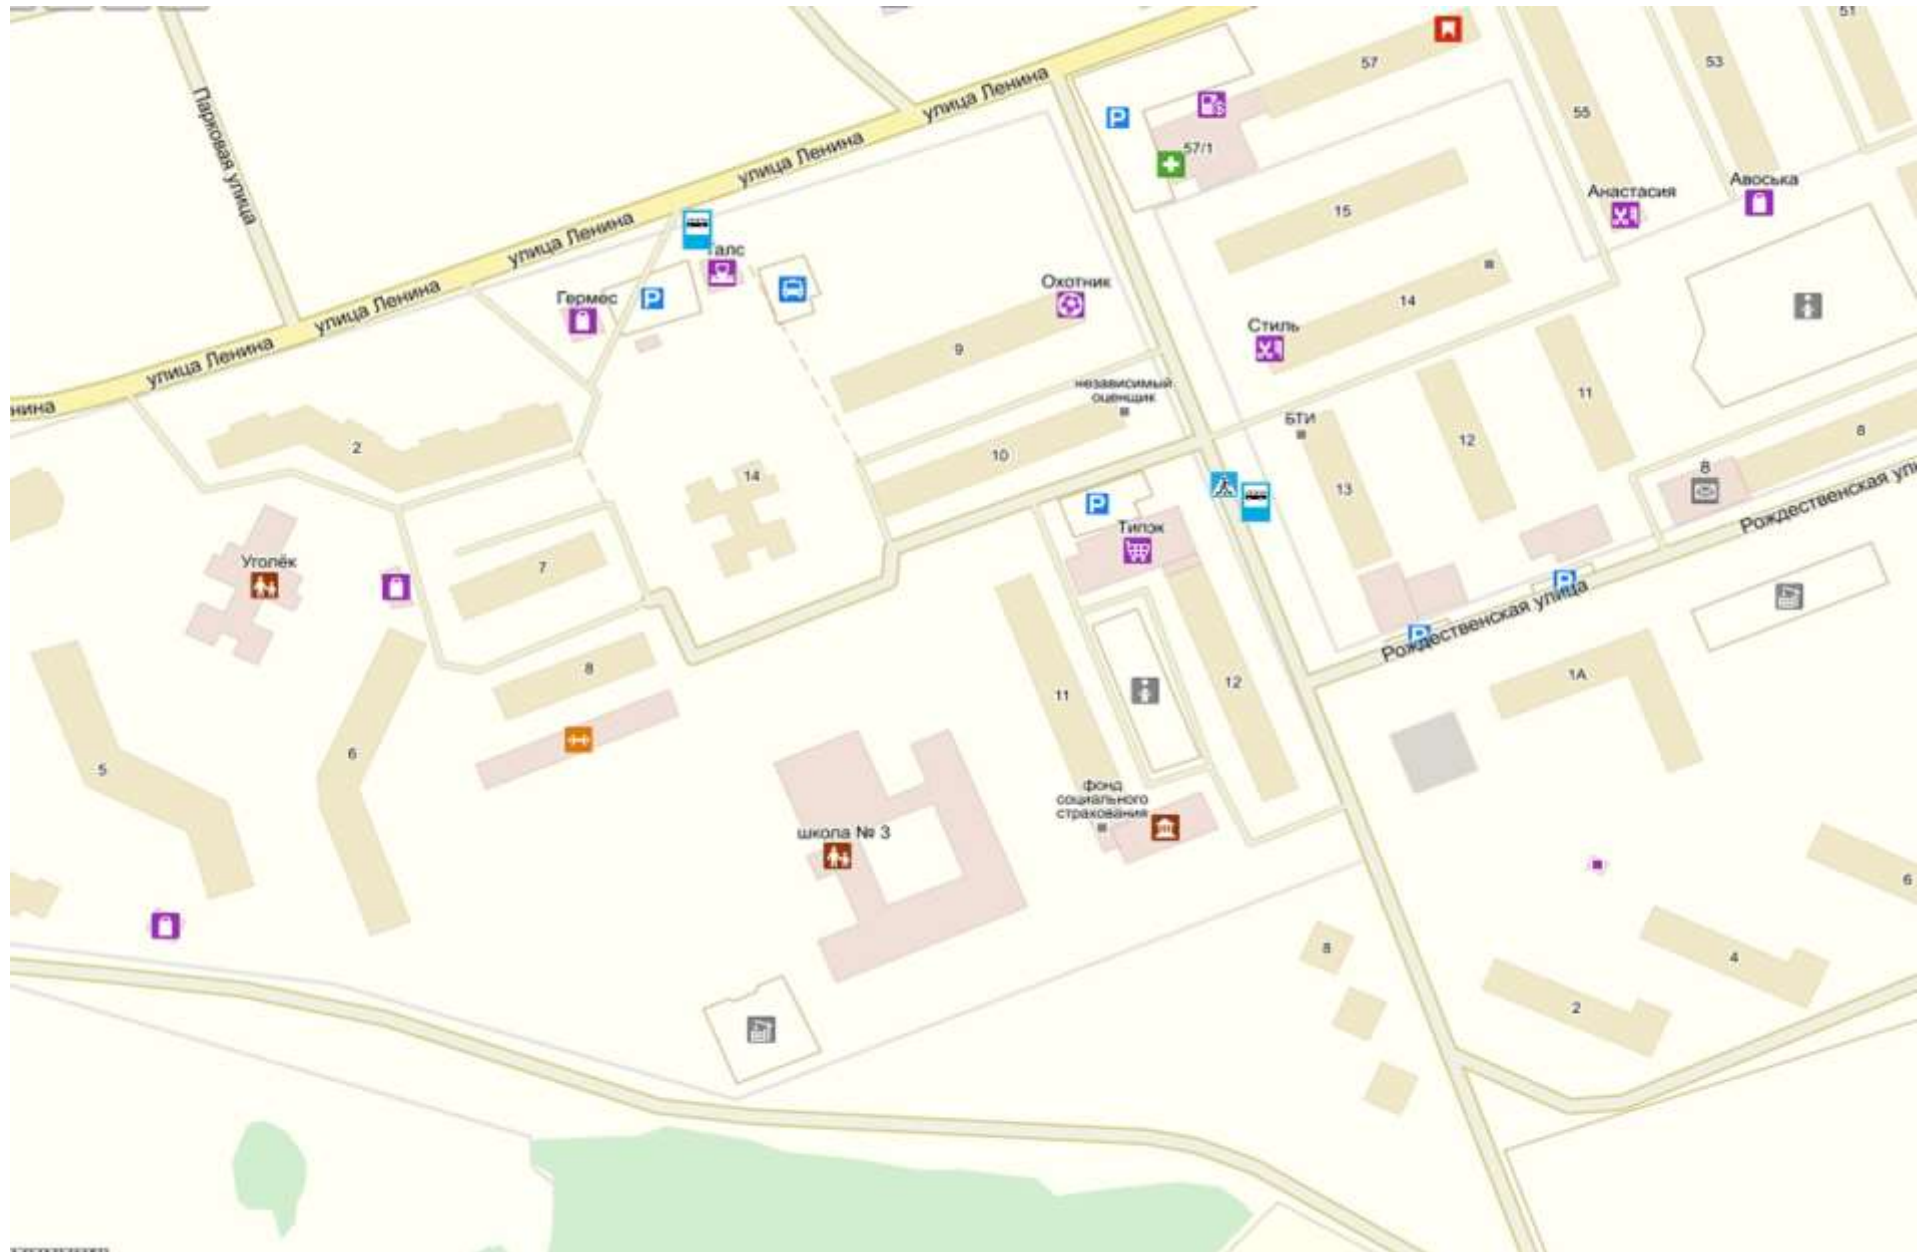 51
57
53
Парковая улица
улица Ленина
55
57/1
улица Ленина
15
Анастасия
Авоська
улица Ленина
Галс
Гермес
Охотник
улица Ленина
14
Стиль
улица Ленина
9
независимый
оценщик
11
нина
БТИ
12
8
2
10
14
13
8
Рождественская ули
Типэк
Уголёк
7
Рождественская улица
8
11
12
1А
6
5
фонд
социального
страхования
школа № 3
6
8
4
2